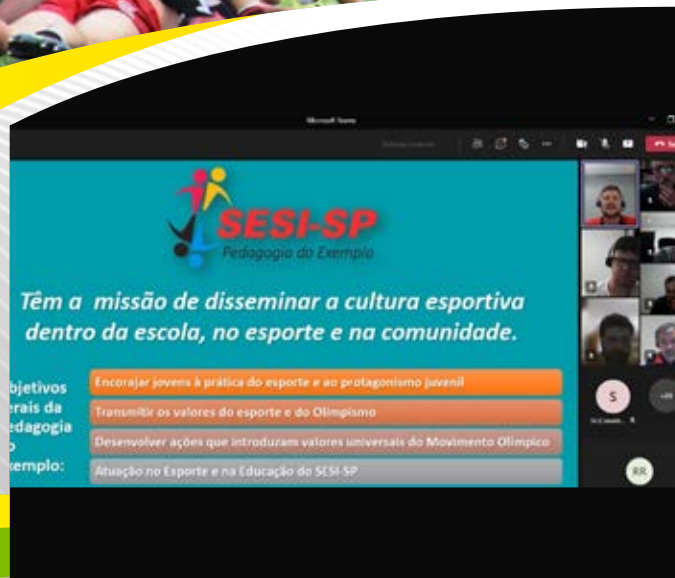 Microsoft Teams
SESI-SP
Pedagogia do Exemplo
Têm a missão de disseminar a cultura esportiva
dentro da escola, no esporte e na comunidade.
bjetivos
erais da
edagogia
o
xemplo:
Encorajar jovens à prática do esporte e ao protagonismo juvenil
Transmitir os valores do esporte e do Olimpismo
Desenvolver ações que introduzam valores universais do Movimento Olímpico
Atuação no Esporte e na Educação do SESI-SP
S
RR